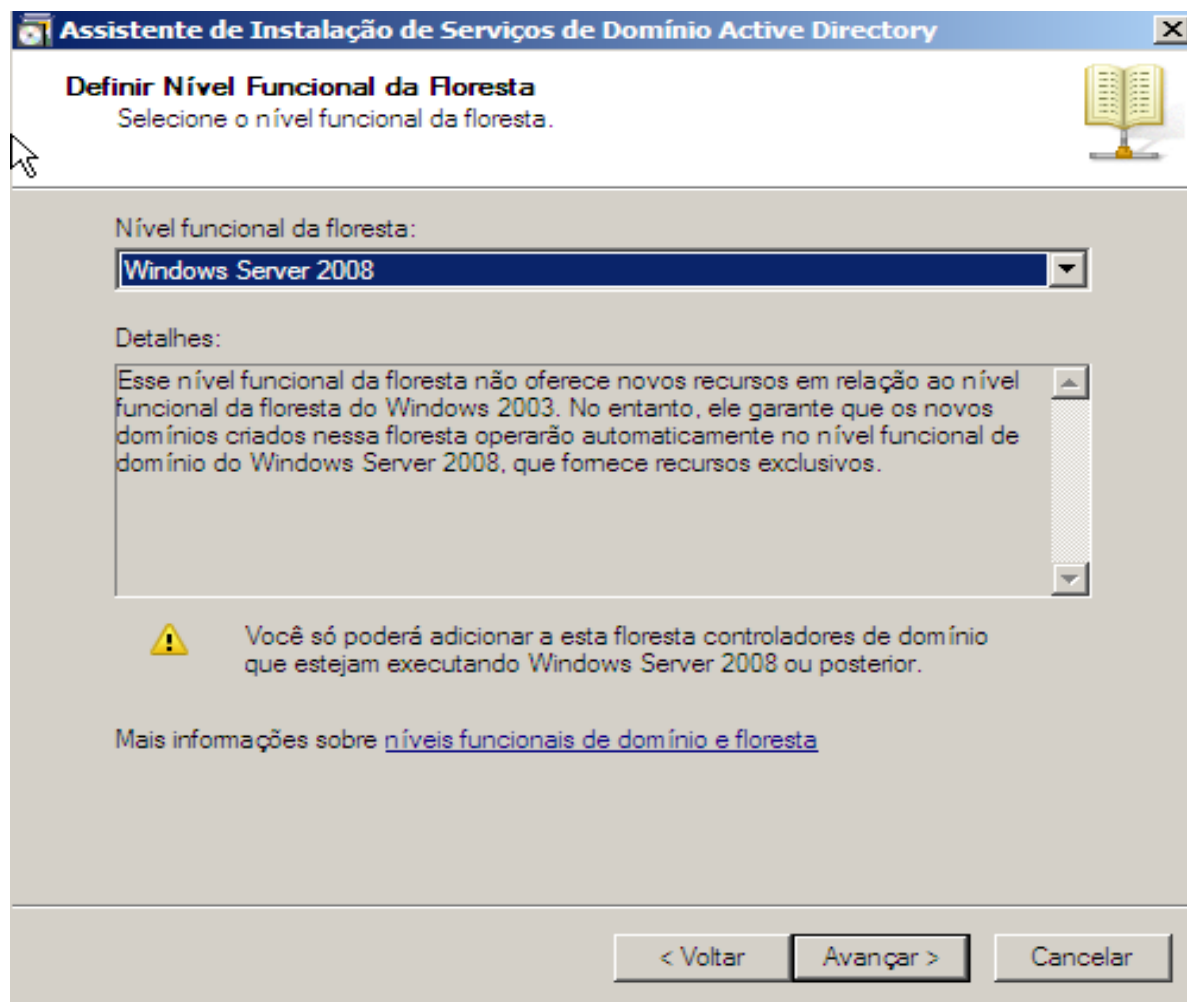 Assistente de Instalação de Serviços de Domínio Active Directory
Definir Nível Funcional da Floresta
Selecione o nível funcional da floresta.
Nível funcional da floresta:
Windows Server 2008
Detalhes:
Esse nível funcional da floresta não oferece novos recursos em relação ao nível
funcional da floresta do Windows 2003. No entanto, ele garante que os novos
domínios criados nessa floresta operarão automaticamente no nível funcional de
domínio do Windows Server 2008, que fornece recursos exclusivos.
Você só poderá adicionar a esta floresta controladores de domínio
que estejam executando Windows Server 2008 ou posterior.
Mais informações sobre níveis funcionais de domínio e floresta
< Voltar
Avançar >
Cancelar